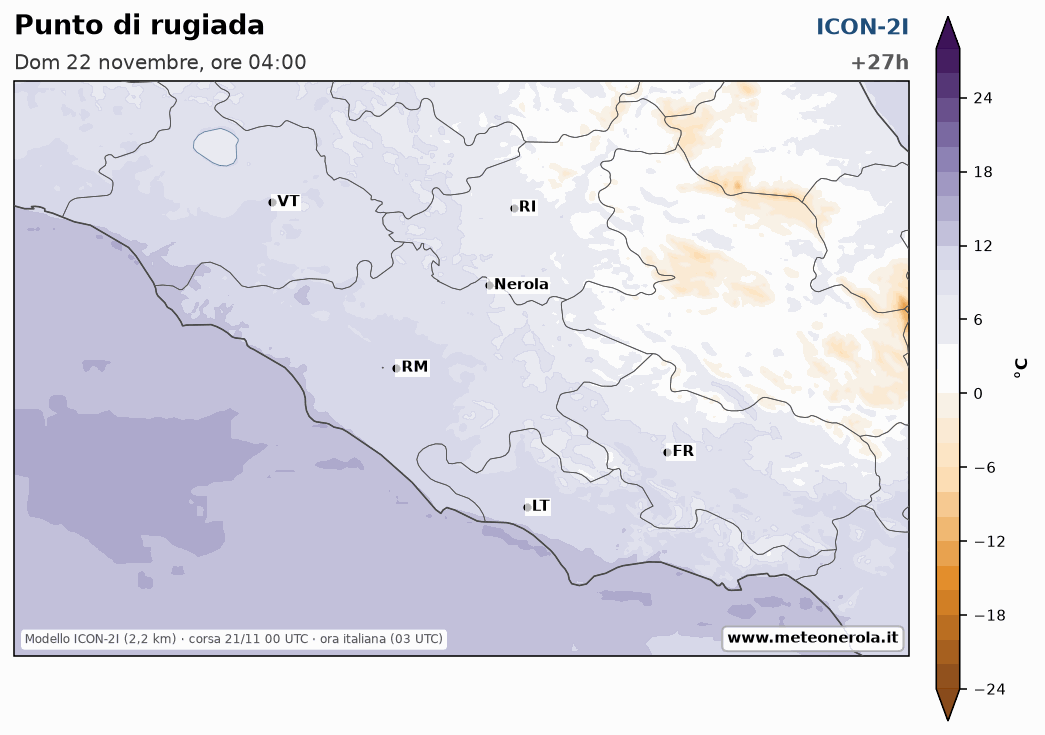 Punto di rugiada
ICON-2I
Dom 22 novembre, ore 04:00
+27h
VT
RI
Nerola
RM
FR
LT
Modello ICON-2I (2,2 km) · corsa 21/11 00 UTC · ora italiana (03 UTC)
www.meteonerola.it
24
18
12
6
0
−6
−12
−18
−24
°C